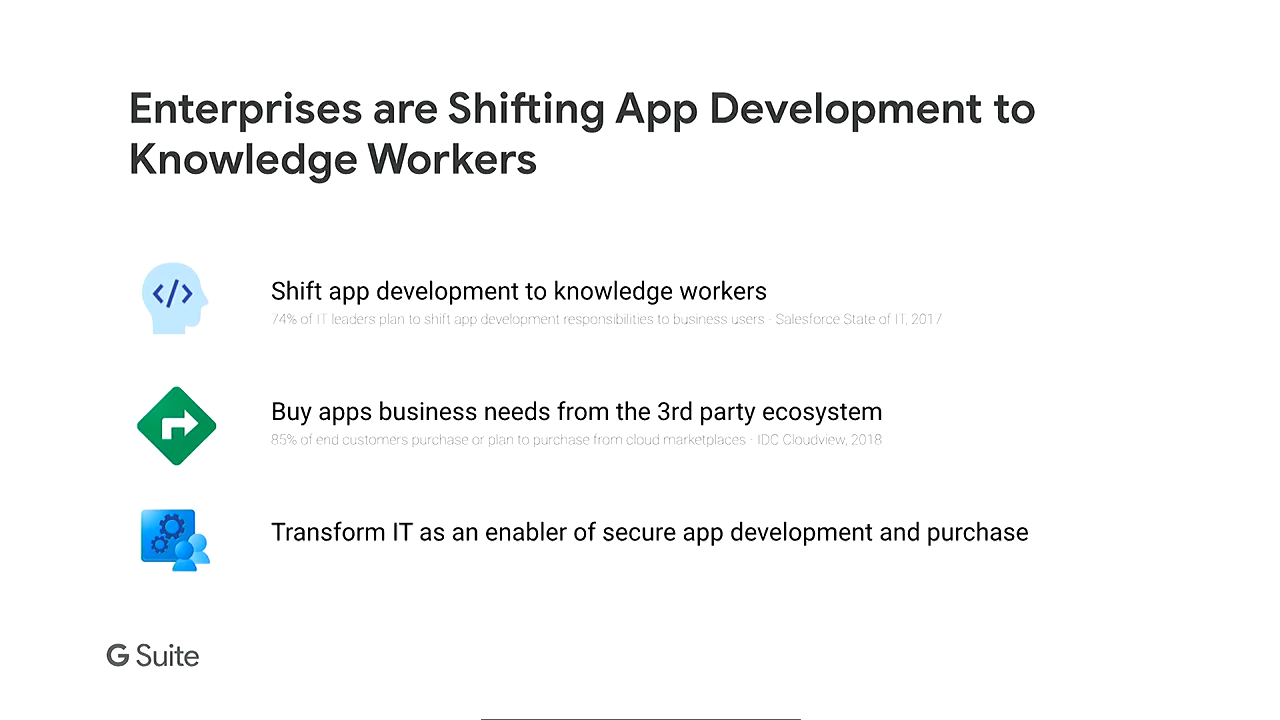 Enterprises are Shifting App Development to
Knowledge Workers
</>
Shift app development to knowledge workers
74% of IT leaders plan to shift app development responsibilities to business users · Salesforce State of IT, 2017
Buy apps business needs from the 3rd party ecosystem
85% of end customers purchase or plan to purchase from cloud marketplaces · IDC Cloudview, 2018
Transform IT as an enabler of secure app development and purchase
G Suite